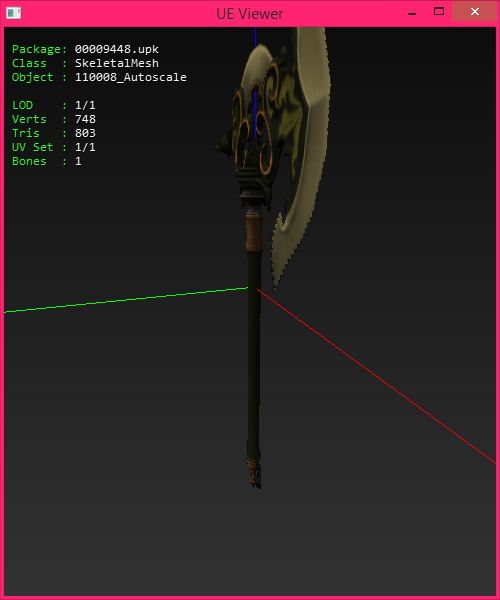 UE Viewer
Package: 00009448.upk
Class  : SkeletalMesh
Object : 110008_Autoscale
LOD    : 1/1
Verts  : 748
Tris   : 803
UV Set : 1/1
Bones  : 1